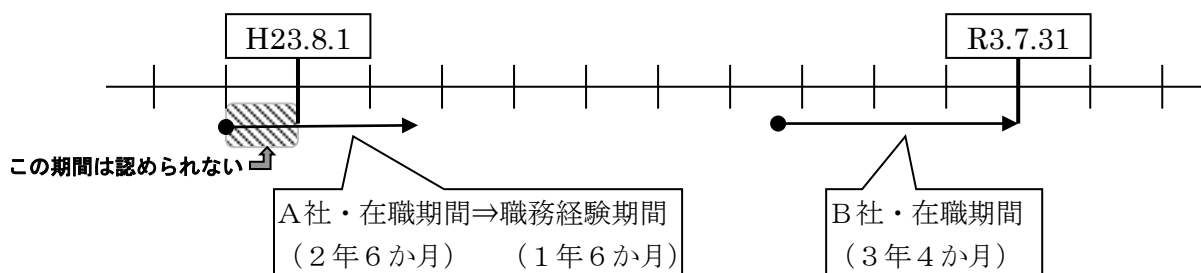 H23.8.1
R3.7.31
この期間は認められない
A社・在職期間⇒職務経験期間
(2年6か月) (1年6か月)
B社・在職期間
(3年4か月)